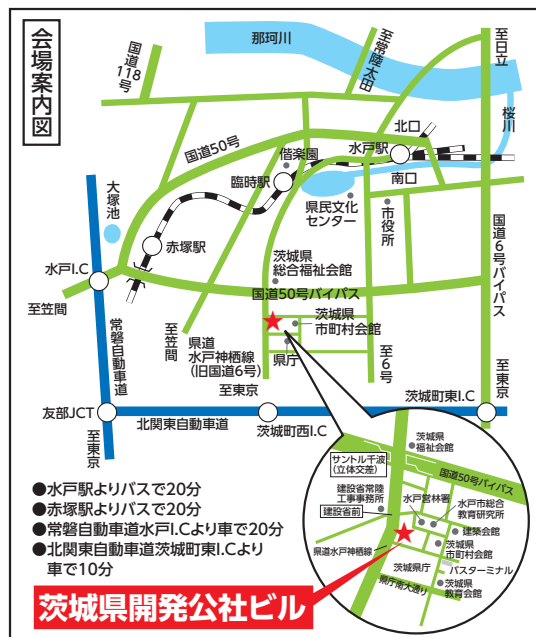 会場案内図
国道118号
那珂川
至常陸太田
至日立
桜川
国道50号
偕楽園
水戸駅
北口
南口
臨時駅
大塚池
赤塚駅
県民文化
センター
市役所
国道6号バイパス
水戸I.C
至笠間
茨城県
総合福祉会館
国道50号バイパス
常磐自動車道
至笠間
県道
水戸神栖線
(旧国道6号)
茨城県
市町村会館
県庁
至6号
至東京
至東京
友部JCT
北関東自動車道
茨城町西I.C
茨城町東I.C
至東京
茨城県
福祉会館
サントル千波
(立体交差)
国道50号バイパス
建設省常陸
工事事務所
水戸営林署
水戸市総合
教育研究所
建設省前
建築会館
茨城県
市町村会館
県道水戸神栖線
バスターミナル
茨城県庁
県庁南大通り
茨城県
教育会館
●水戸駅よりバスで20分
●赤塚駅よりバスで20分
●常磐自動車道水戸I.Cより車で20分
●北関東自動車道茨城町東I.Cより
車で10分
茨城県開発公社ビル